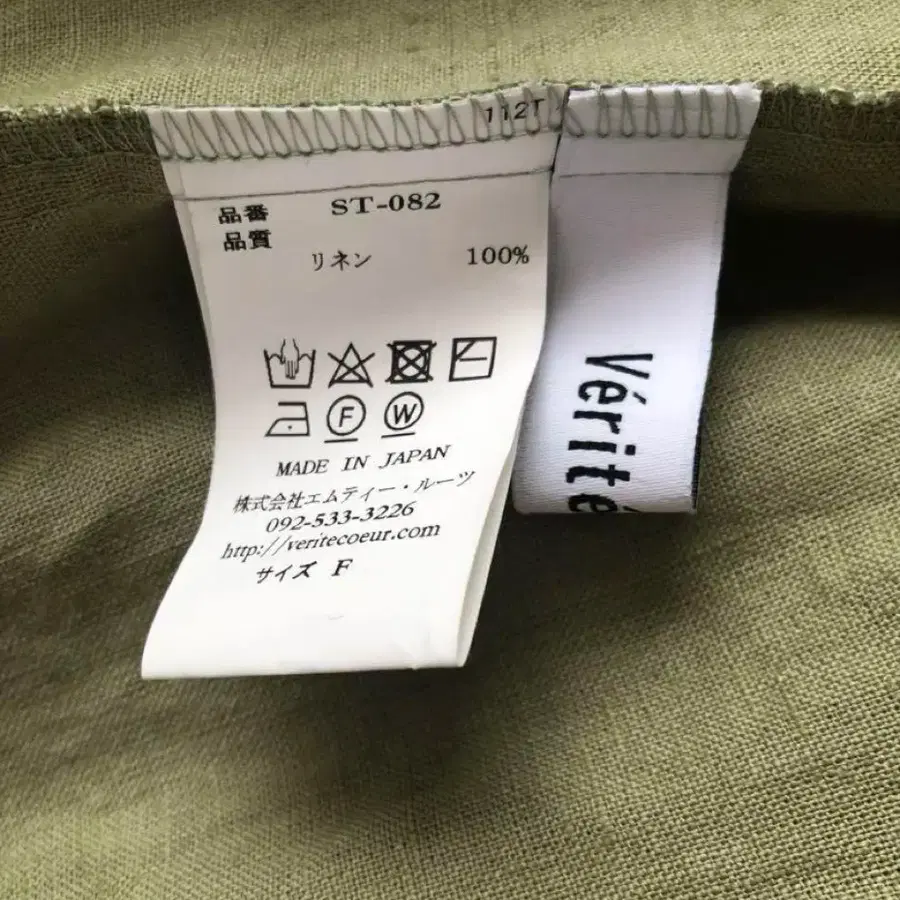 112T
品番 ST-082
品質
リネン 100%
F W
MADE IN JAPAN
株式会社エムティー・ルーツ
092-533-3226
http://veritecoeur.com
サイズ F
Vérité